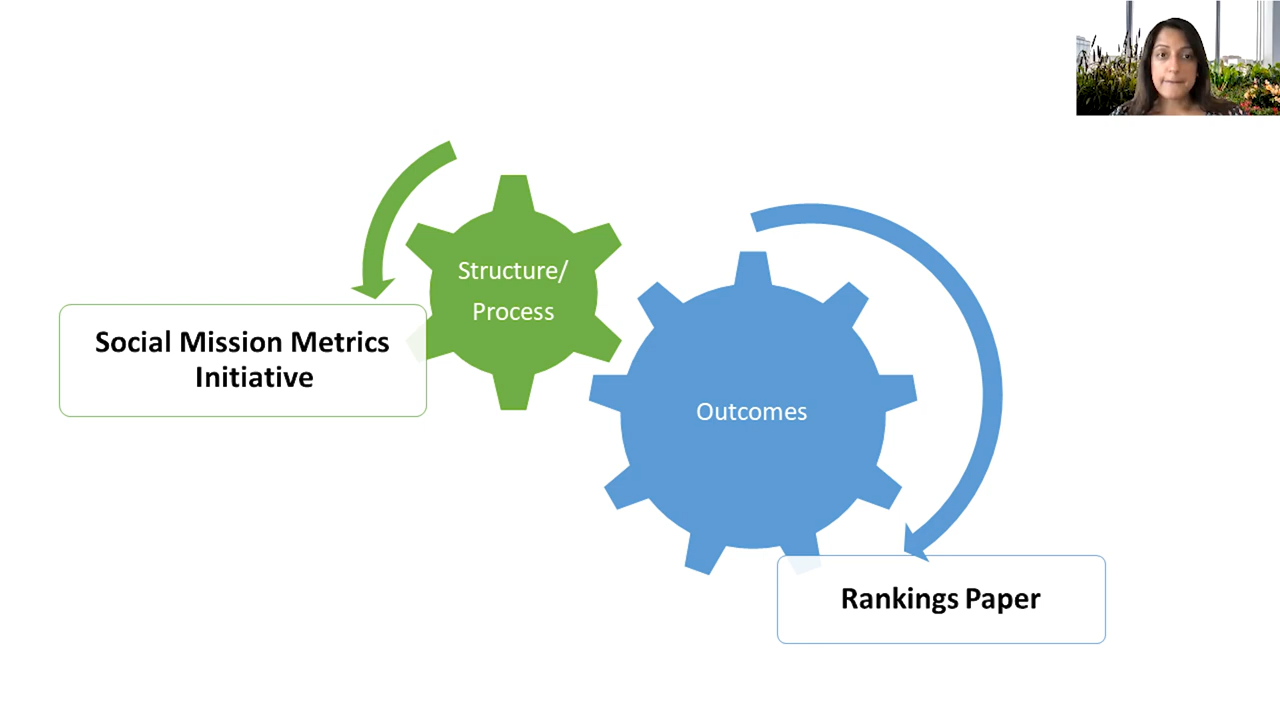 Structure/
Process
Social Mission Metrics
Initiative
Outcomes
Rankings Paper